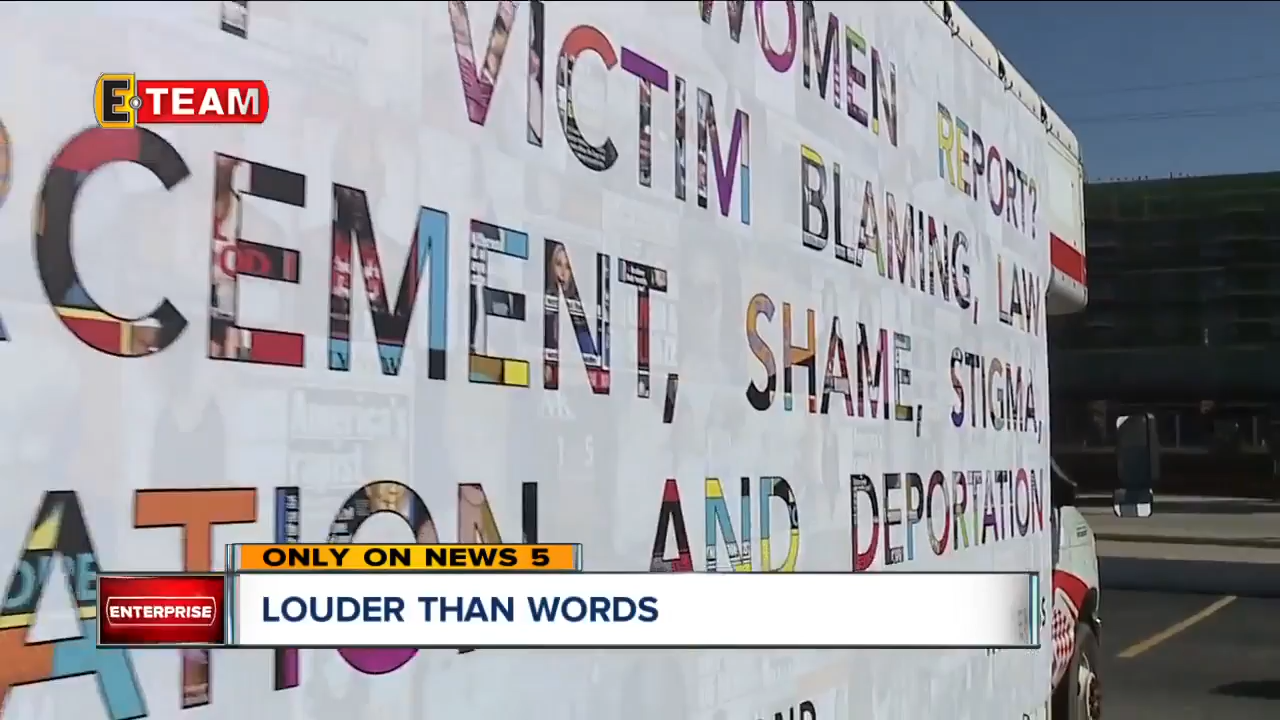 WOMEN REPORT?
VICTIM BLAMING, LAW
CEMENT, SHAME, STIGMA,
ATION AND DEPORTATION
E TEAM
ONLY ON NEWS 5
ENTERPRISE
LOUDER THAN WORDS